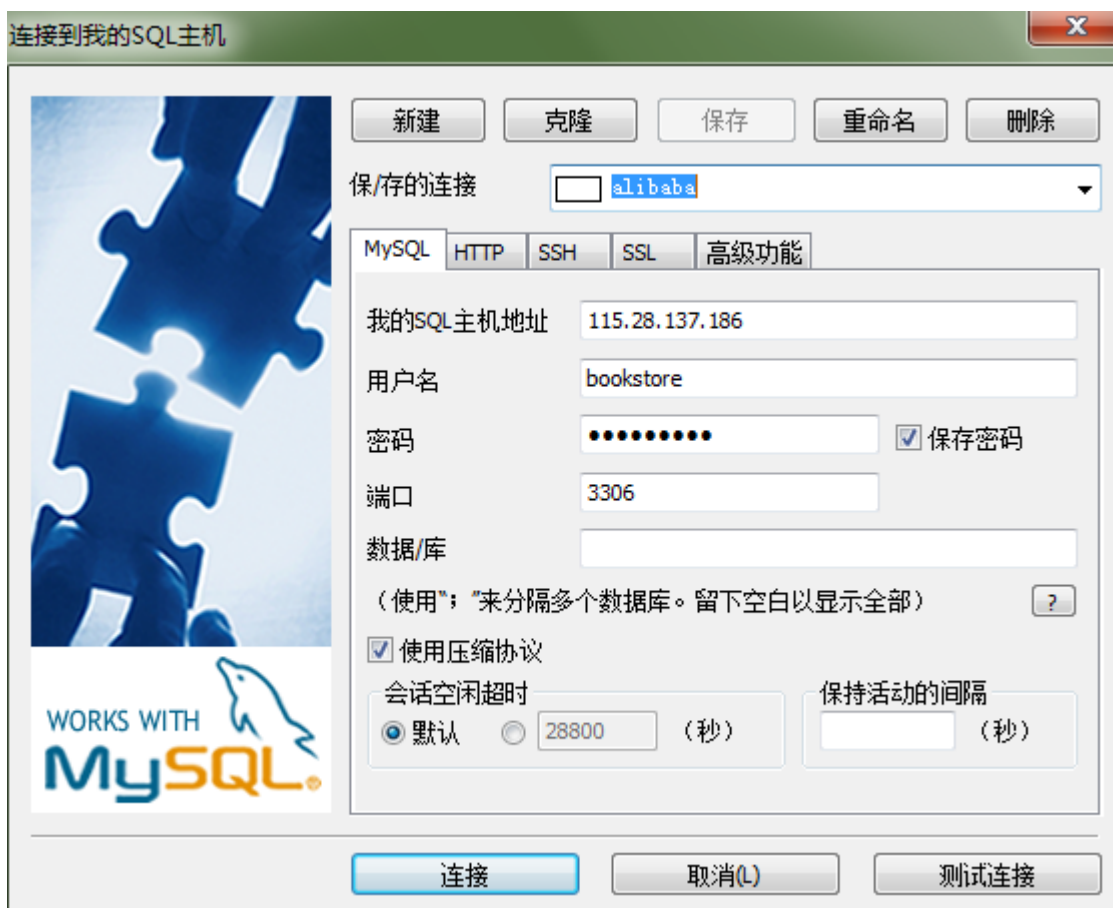 连接到我的SQL主机
新建 克隆 保存 重命名 删除
保/存的连接 alibaba
MySQL HTTP SSH SSL 高级功能
我的SQL主机地址 115.28.137.186
用户名 bookstore
密码 ●●●●●●●●● 保存密码
端口 3306
数据/库
（使用“；”来分隔多个数据库。留下空白以显示全部） ?
使用压缩协议
会话空闲超时 保持活动的间隔
默认 28800 （秒） （秒）
WORKS WITH
MySQL®
连接 取消(L) 测试连接